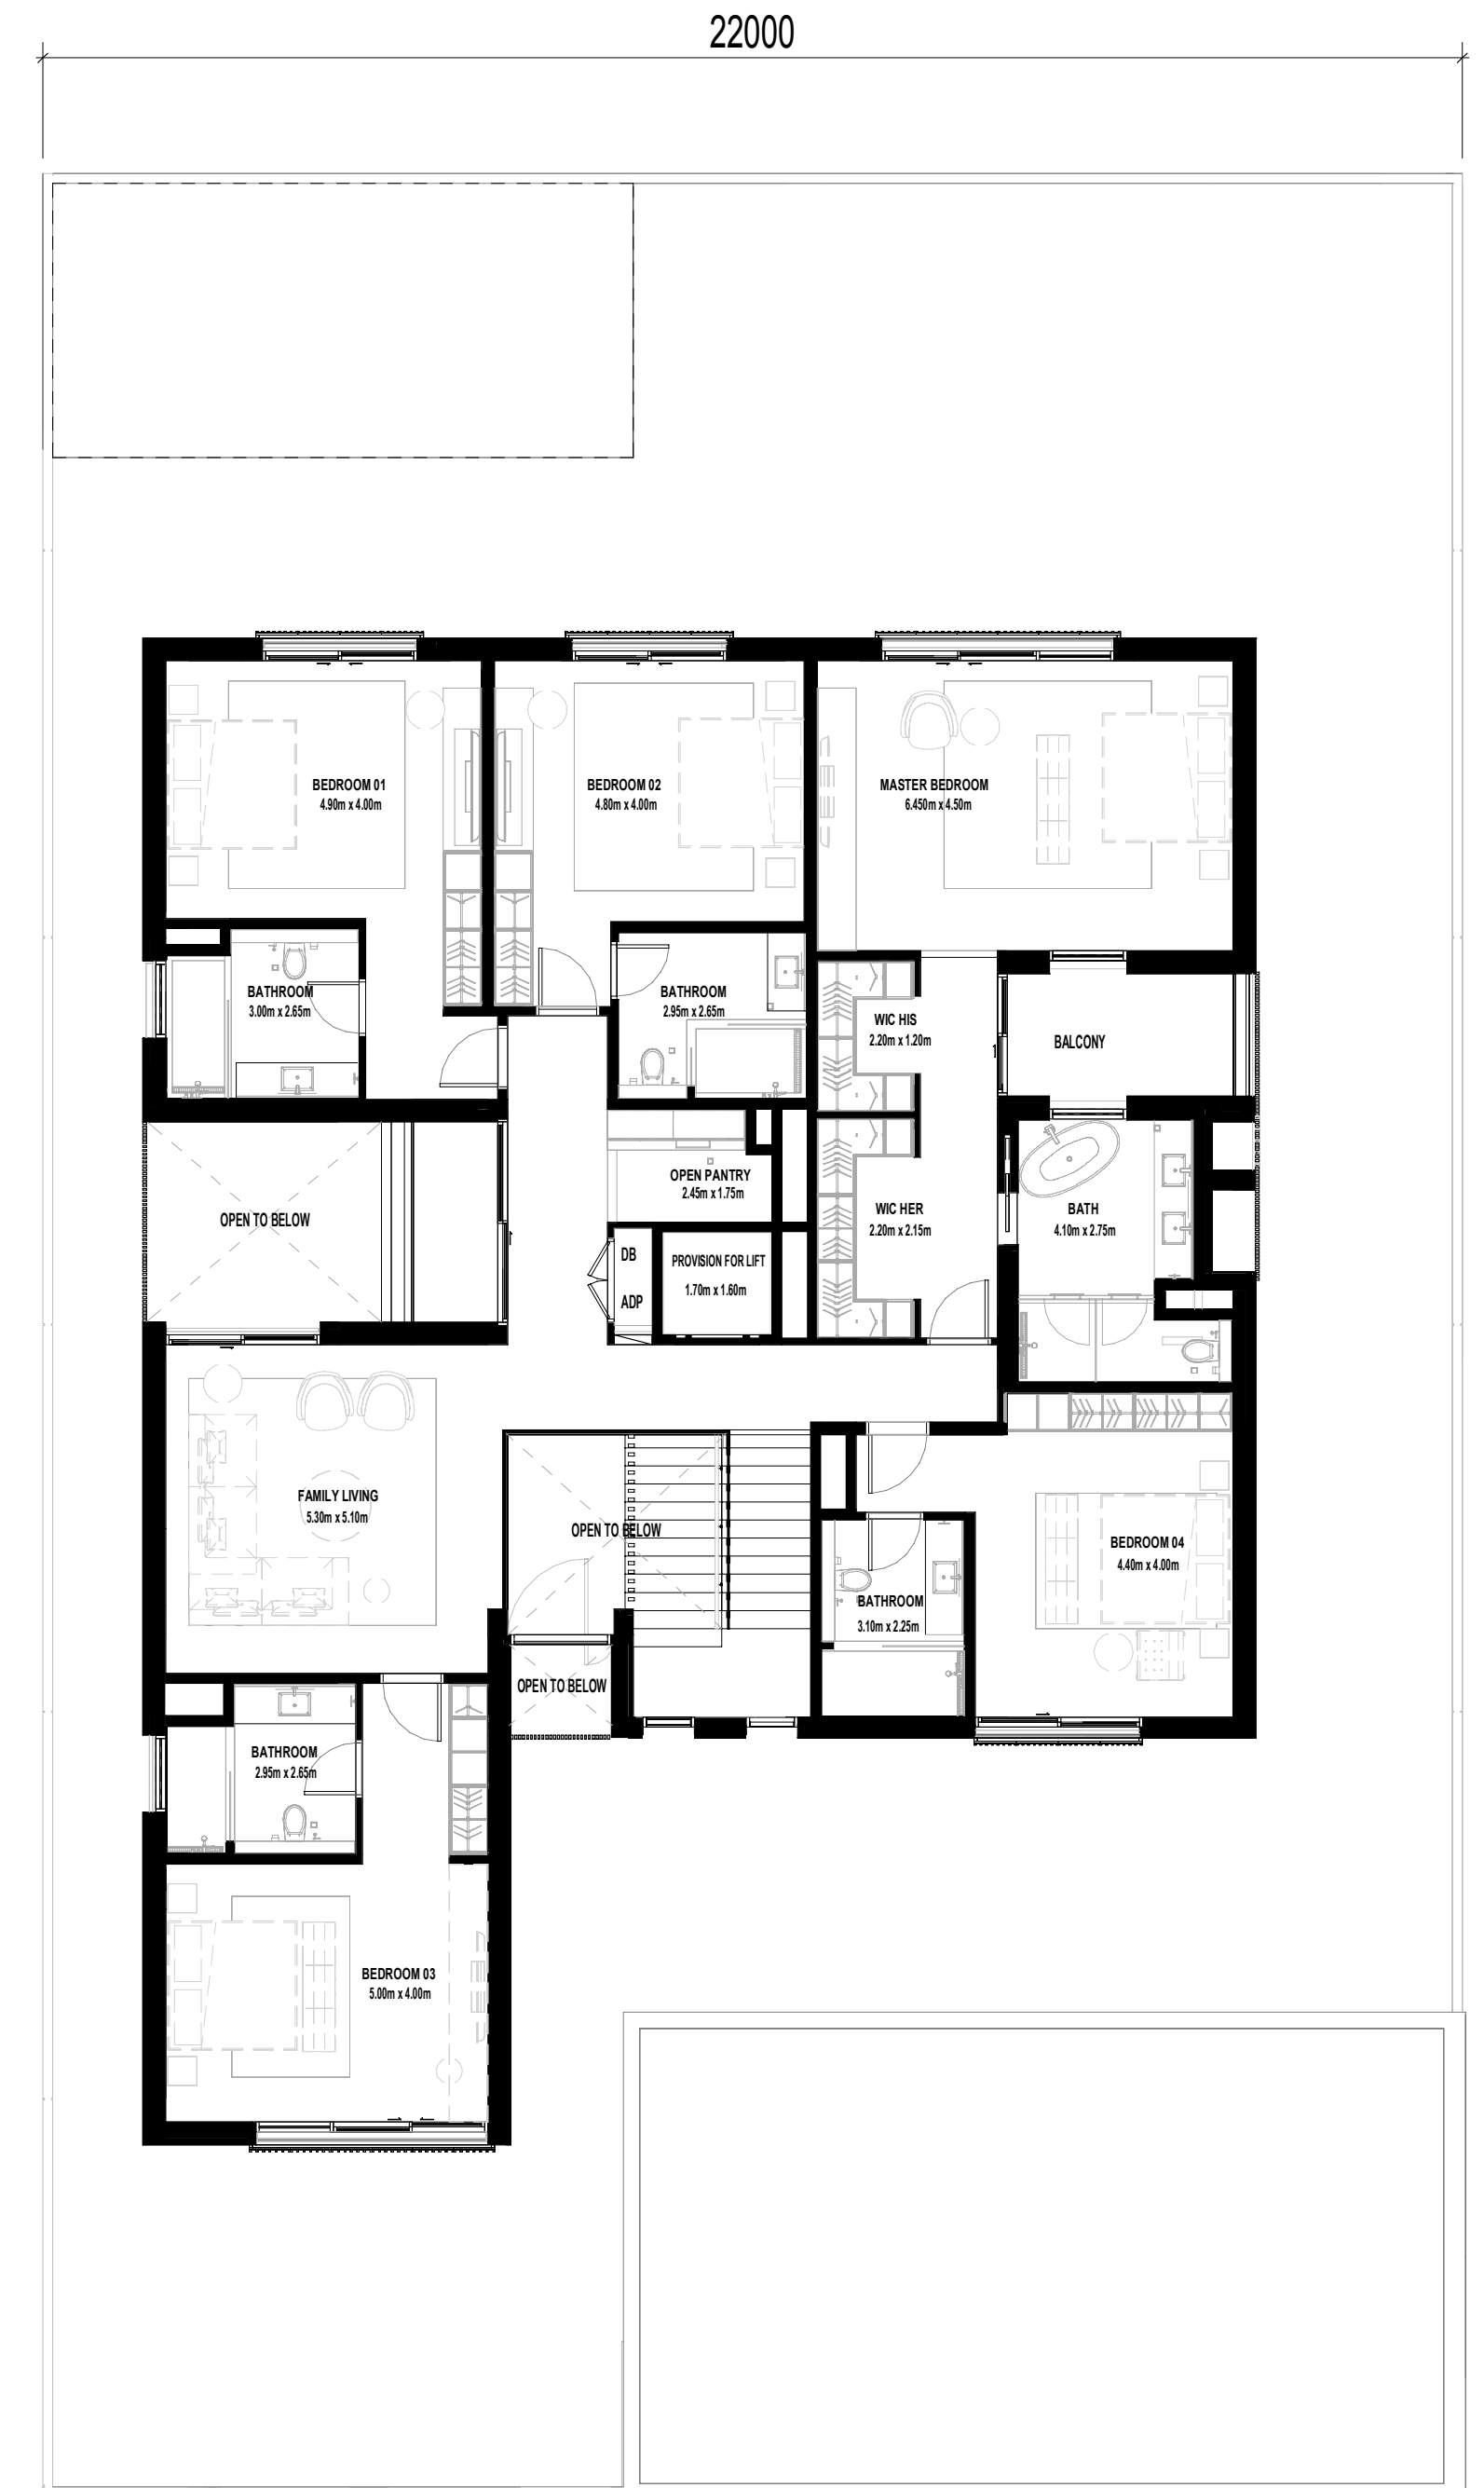 22000
BEDROOM 01
4.90m x 4.00m
BEDROOM 02
4.80m x 4.00m
MASTER BEDROOM
6.450m x 4.50m
BATHROOM
3.00m x 2.65m
BATHROOM
2.95m x 2.65m
WIC HIS
2.20m x 1.20m
BALCONY
OPEN PANTRY
2.45m x 1.75m
OPEN TO BELOW
WIC HER
2.20m x 2.15m
BATH
4.10m x 2.75m
DB
ADP
PROVISION FOR LIFT
1.70m x 1.60m
FAMILY LIVING
5.30m x 5.10m
OPEN TO BELOW
BEDROOM 04
4.40m x 4.00m
BATHROOM
3.10m x 2.25m
OPEN TO BELOW
BATHROOM
2.95m x 2.65m
BEDROOM 03
5.00m x 4.00m